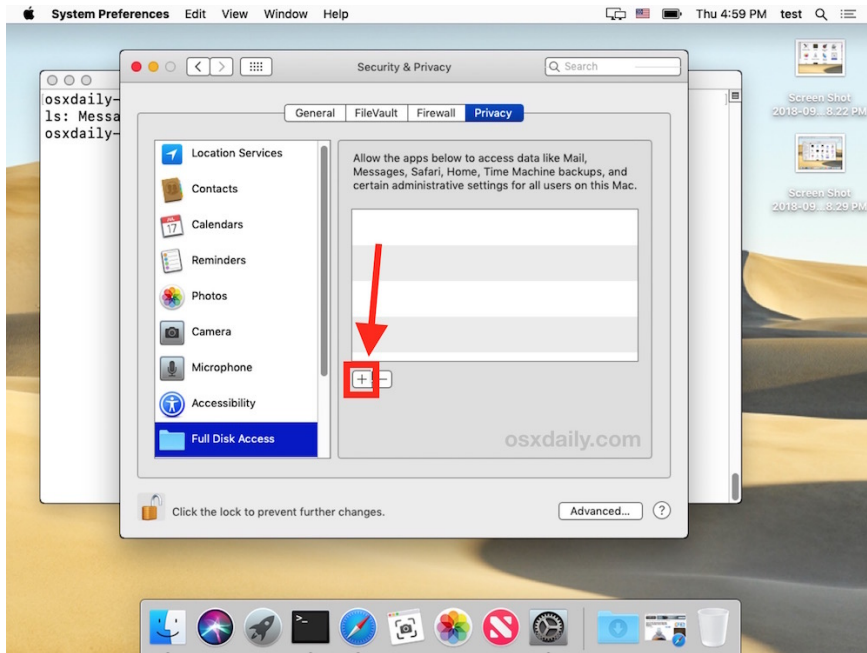 System Preferences Edit View Window Help Thu 4:59 PM test
Security & Privacy
Search
osxdaily-
ls: Messa
osxdaily-
General FileVault Firewall Privacy
Location Services
Contacts
JUL
17
Calendars
Reminders
Photos
Camera
Microphone
Accessibility
Full Disk Access
Allow the apps below to access data like Mail,
Messages, Safari, Home, Time Machine backups, and
certain administrative settings for all users on this Mac.
+ −
osxdaily.com
Click the lock to prevent further changes.
Advanced... ?
Screen Shot
2018-09...8.22 PM
Screen Shot
2018-09...8.29 PM
>_